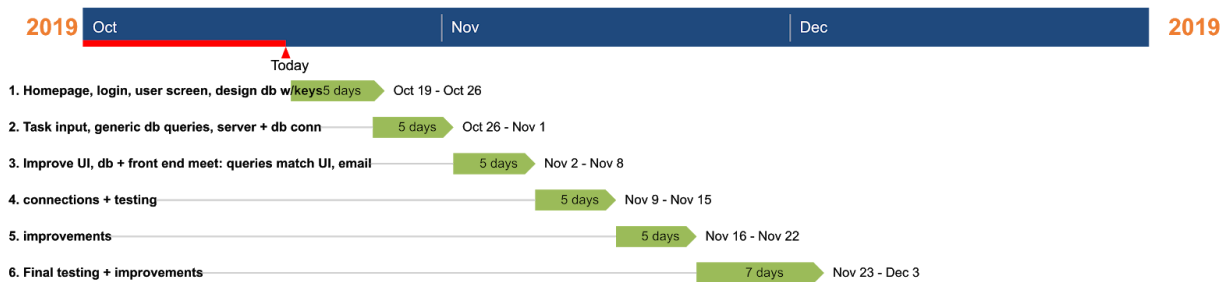 2019 Oct Nov Dec 2019
Today
1. Homepage, login, user screen, design db w/keys 5 days Oct 19 - Oct 26
2. Task input, generic db queries, server + db conn 5 days Oct 26 - Nov 1
3. Improve UI, db + front end meet: queries match UI, email 5 days Nov 2 - Nov 8
4. connections + testing 5 days Nov 9 - Nov 15
5. improvements 5 days Nov 16 - Nov 22
6. Final testing + improvements 7 days Nov 23 - Dec 3